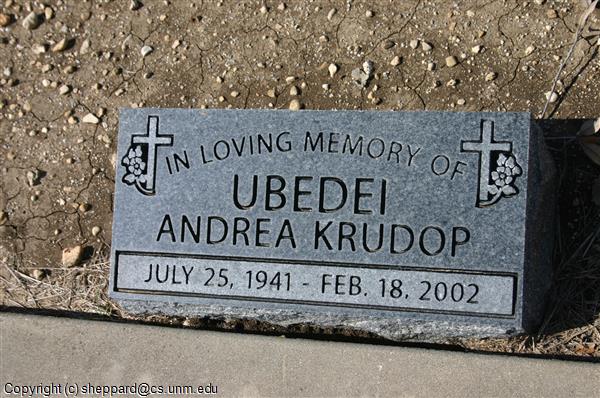 IN LOVING MEMORY OF
UBEDEI
ANDREA KRUDOP
JULY 25, 1941 - FEB. 18, 2002
Copyright (c) sheppard@cs.unm.edu